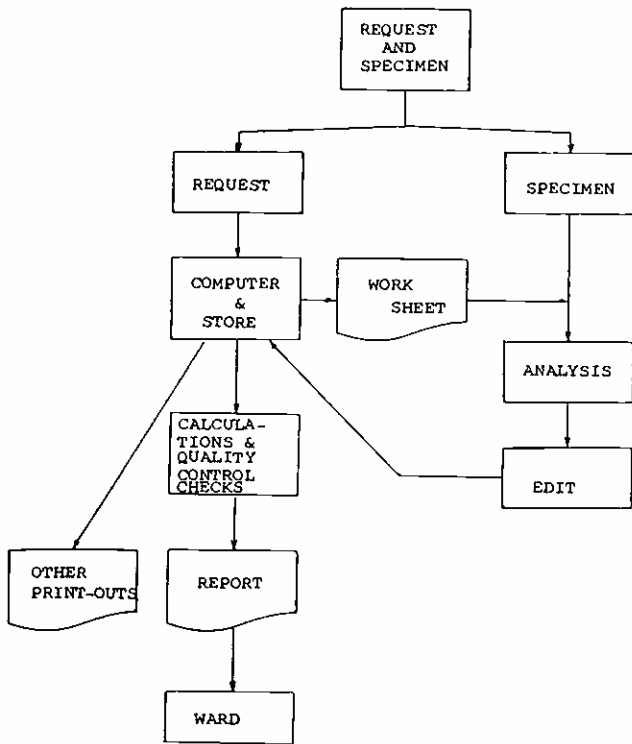 REQUEST
AND
SPECIMEN
REQUEST
SPECIMEN
COMPUTER
&
STORE
WORK
SHEET
ANALYSIS
CALCULA-
TIONS &
QUALITY
CONTROL
CHECKS
EDIT
OTHER
PRINT-OUTS
REPORT
WARD